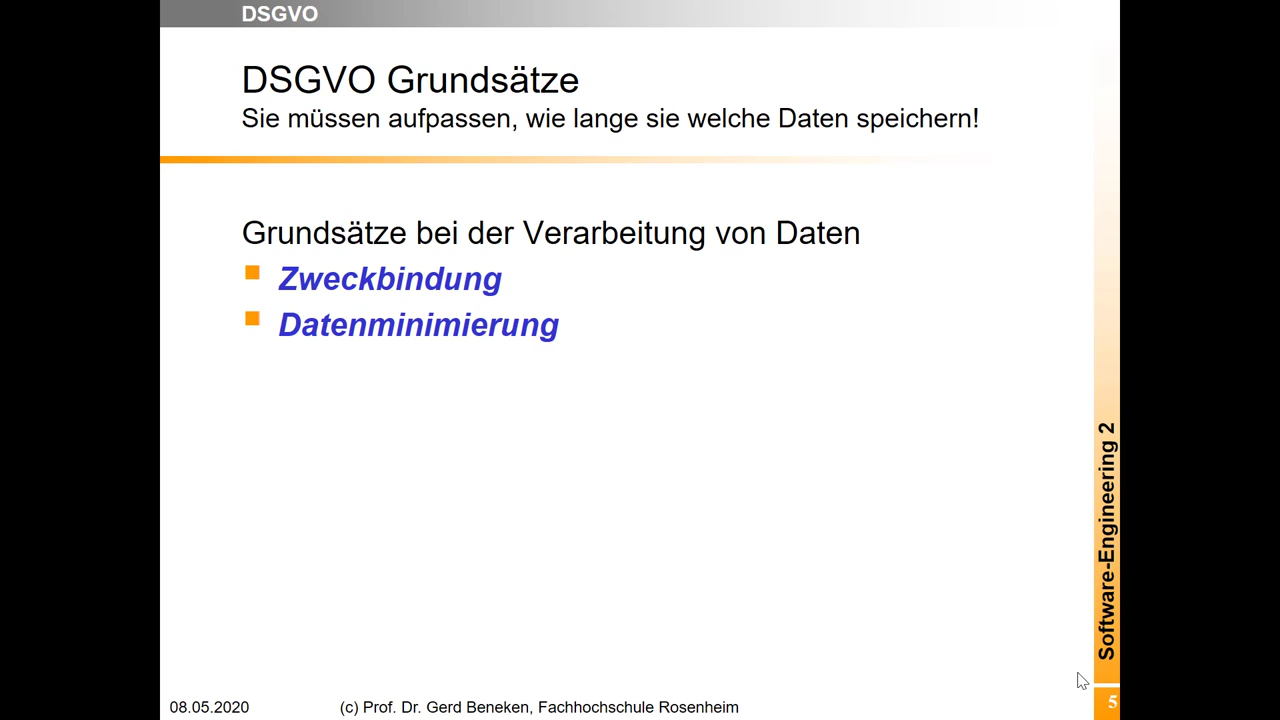 DSGVO
DSGVO Grundsätze
Sie müssen aufpassen, wie lange sie welche Daten speichern!
Grundsätze bei der Verarbeitung von Daten
Zweckbindung
Datenminimierung
Software-Engineering 2
08.05.2020
(c) Prof. Dr. Gerd Beneken, Fachhochschule Rosenheim
5